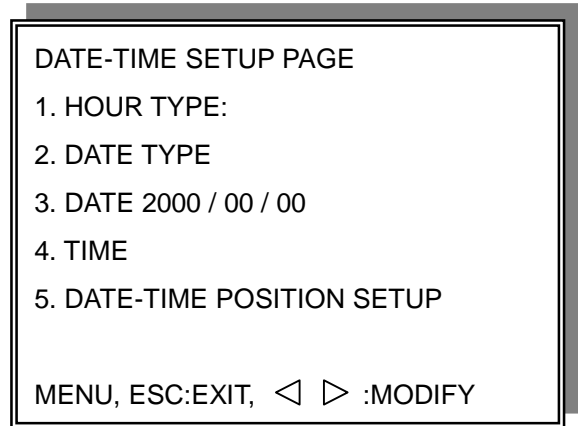 DATE-TIME SETUP PAGE
1. HOUR TYPE:
2. DATE TYPE
3. DATE 2000 / 00 / 00
4. TIME
5. DATE-TIME POSITION SETUP
MENU, ESC:EXIT, ◁ ▷ :MODIFY